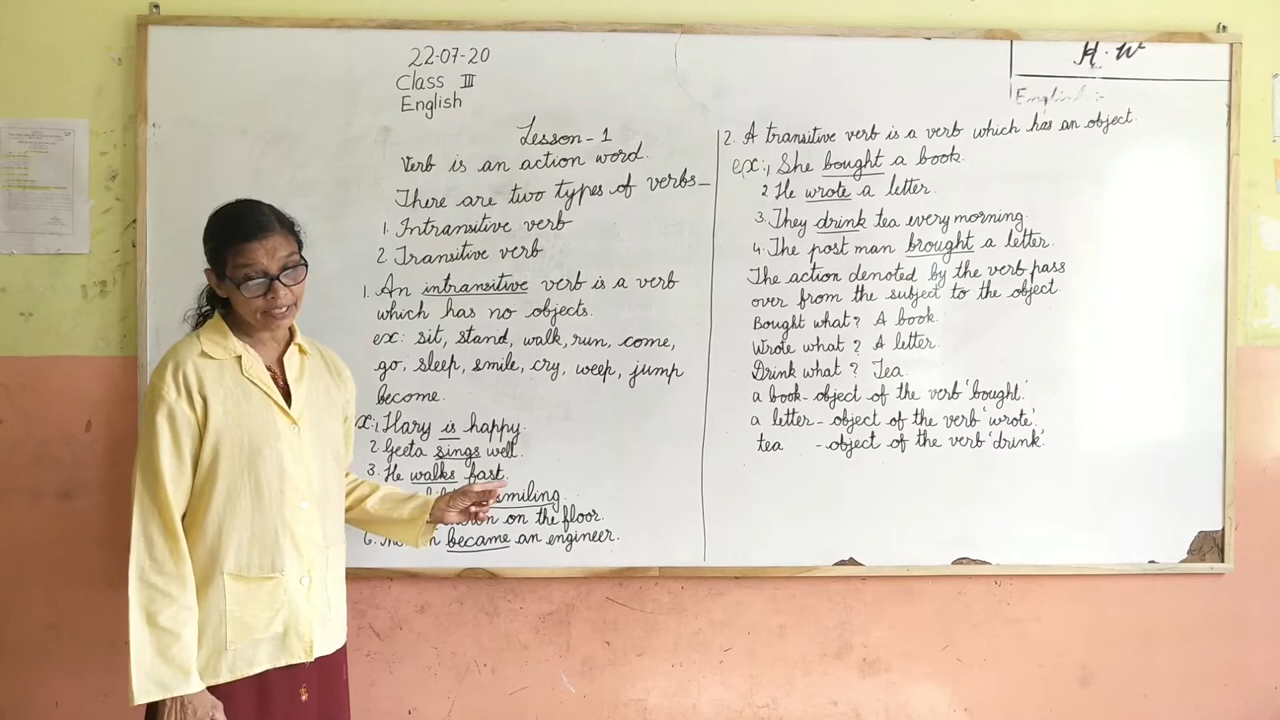 22-07-20
Class III
English
Lesson-1
Verb is an action word.
There are two types of verbs-
1. Intransitive verb
2. Transitive verb
1. An intransitive verb is a verb
which has no objects.
ex: sit, stand, walk, run, come,
go, sleep, smile, cry, weep, jump
become.
x:1 Hary is happy.
2. Geeta sings well.
3. He walks fast.
smiling.
on the floor.
6. became an engineer.
H.W
English :-
2. A transitive verb is a verb which has an object.
ex:1 She bought a book.
2. He wrote a letter.
3. They drink tea every morning.
4. The post man brought a letter.
The action denoted by the verb pass
over from the subject to the object.
Bought what? A book.
Wrote what? A letter.
Drink what? Tea.
a book- object of the verb 'bought'.
a letter- object of the verb 'wrote'.
tea - object of the verb 'drink'.